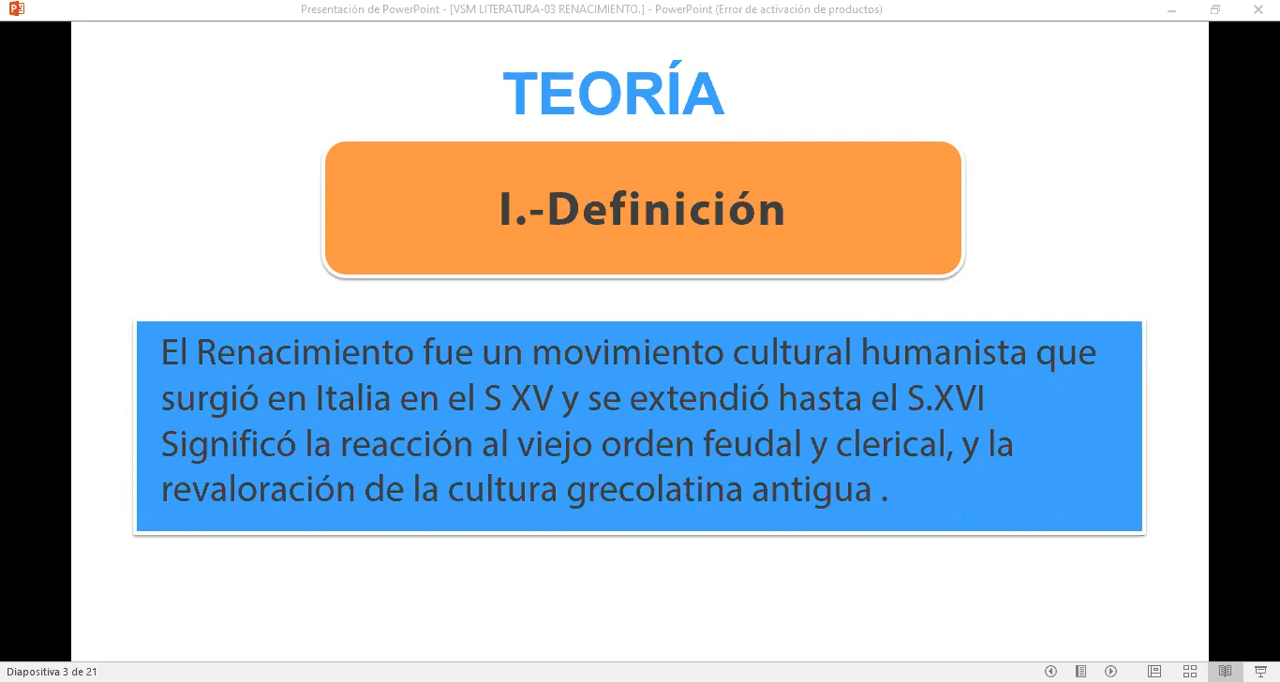 Presentación de PowerPoint - [VSM LITERATURA-03 RENACIMIENTO.] - PowerPoint (Error de activación de productos)
TEORÍA
I.-Definición
El Renacimiento fue un movimiento cultural humanista que
surgió en Italia en el S XV y se extendió hasta el S.XVI
Significó la reacción al viejo orden feudal y clerical, y la
revaloración de la cultura grecolatina antigua .
Diapositiva 3 de 21